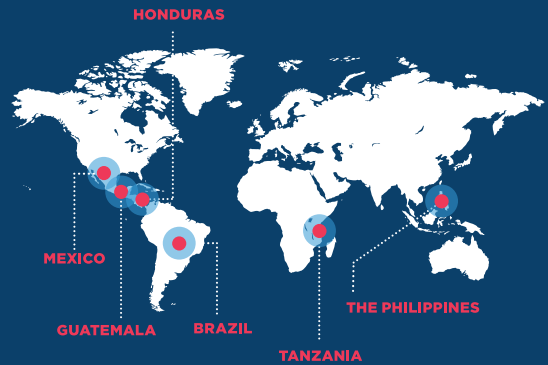 HONDURAS
MEXICO
THE PHILIPPINES
GUATEMALA
BRAZIL
TANZANIA